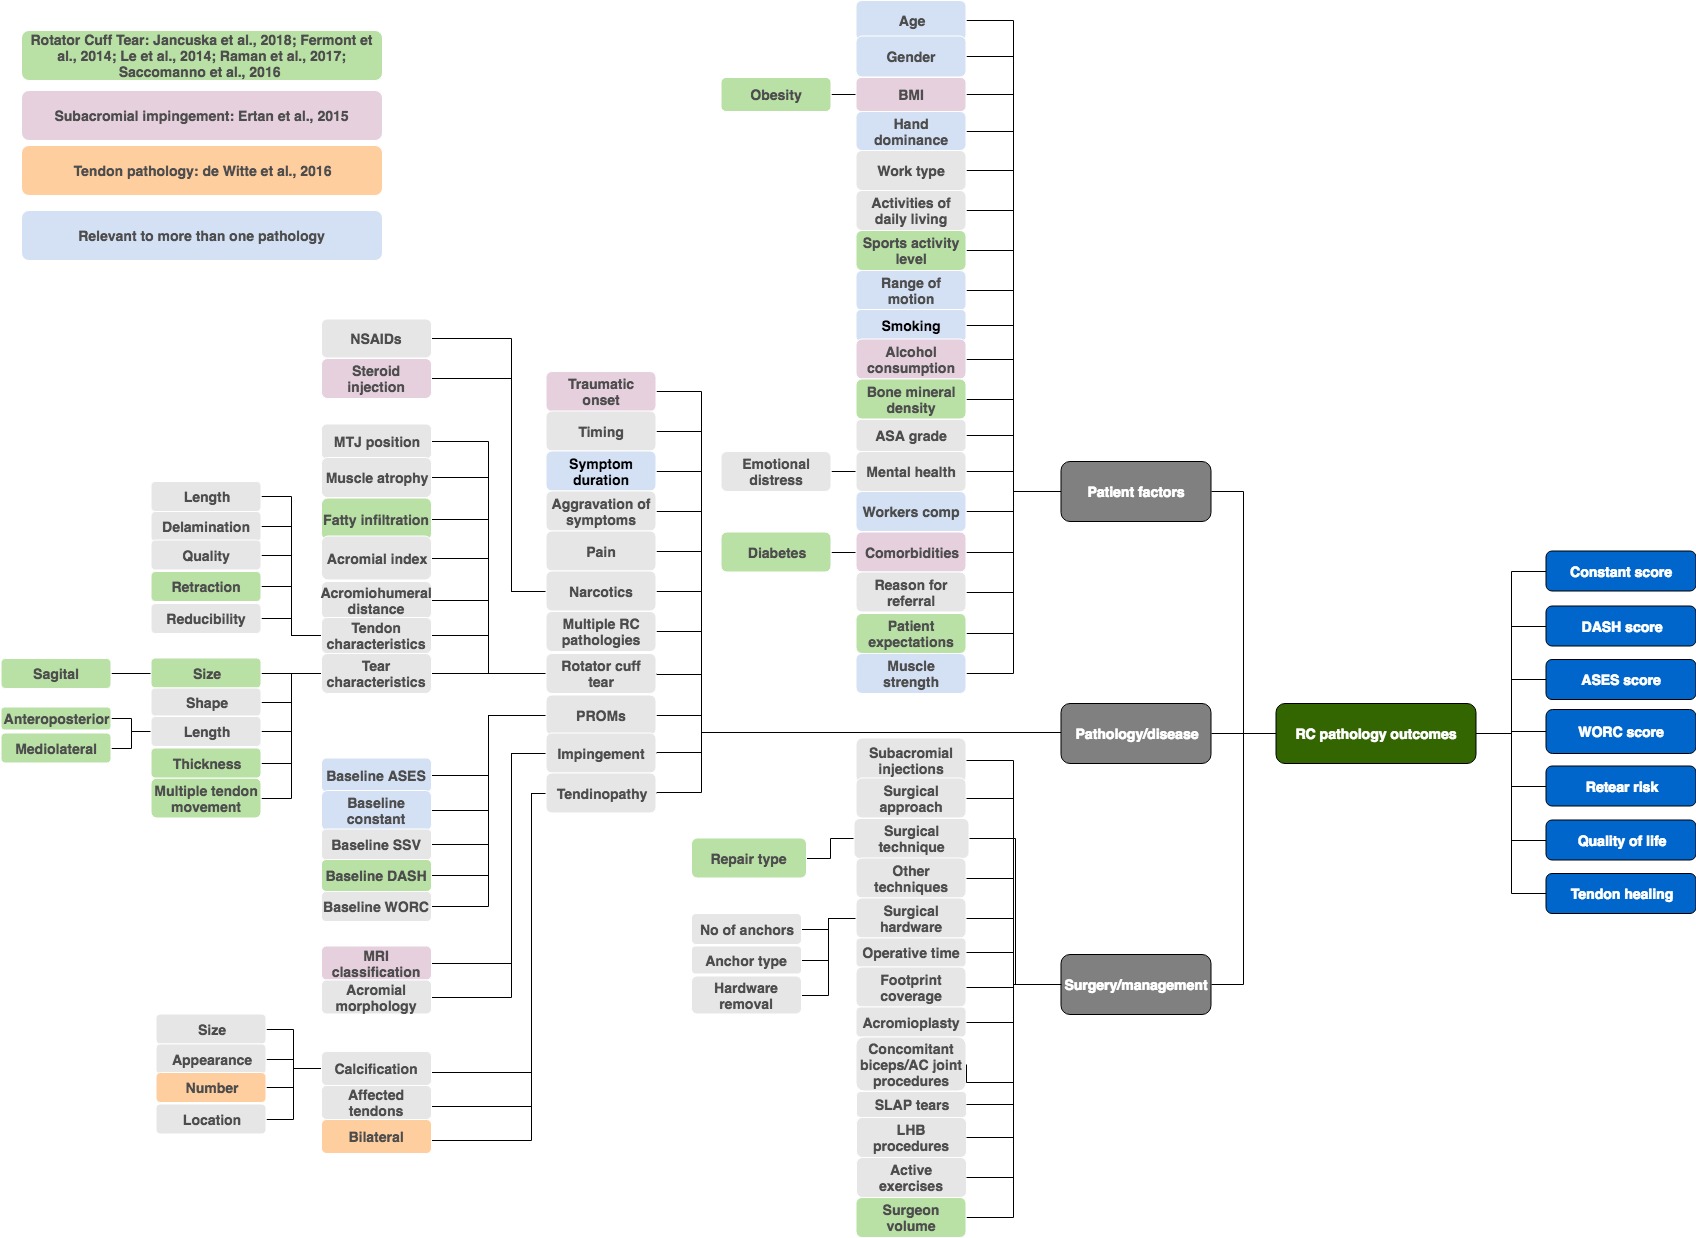 Rotator Cuff Tear: Jancuska et al., 2018; Fermont et
al., 2014; Le et al., 2014; Raman et al., 2017;
Saccomanno et al., 2016
Subacromial impingement: Ertan et al., 2015
Tendon pathology: de Witte et al., 2016
Relevant to more than one pathology
Age
Gender
Obesity
BMI
Hand
dominance
Work type
Activities of
daily living
Sports activity
level
Range of
motion
Smoking
Alcohol
consumption
Bone mineral
density
ASA grade
Emotional
distress
Mental health
Workers comp
Diabetes
Comorbidities
Reason for
referral
Patient
expectations
Muscle
strength
NSAIDs
Steroid
injection
MTJ position
Muscle atrophy
Fatty infiltration
Acromial index
Acromiohumeral
distance
Tendon
characteristics
Tear
characteristics
Length
Delamination
Quality
Retraction
Reducibility
Sagital
Size
Shape
Anteroposterior
Mediolateral
Length
Thickness
Multiple tendon
movement
Traumatic
onset
Timing
Symptom
duration
Aggravation of
symptoms
Pain
Narcotics
Multiple RC
pathologies
Rotator cuff
tear
PROMs
Impingement
Tendinopathy
Baseline ASES
Baseline
constant
Baseline SSV
Baseline DASH
Baseline WORC
MRI
classification
Acromial
morphology
Size
Appearance
Number
Location
Calcification
Affected
tendons
Bilateral
Subacromial
injections
Surgical
approach
Repair type
Surgical
technique
Other
techniques
No of anchors
Anchor type
Hardware
removal
Surgical
hardware
Operative time
Footprint
coverage
Acromioplasty
Concomitant
biceps/AC joint
procedures
SLAP tears
LHB
procedures
Active
exercises
Surgeon
volume
Patient factors
Pathology/disease
Surgery/management
RC pathology outcomes
Constant score
DASH score
ASES score
WORC score
Retear risk
Quality of life
Tendon healing